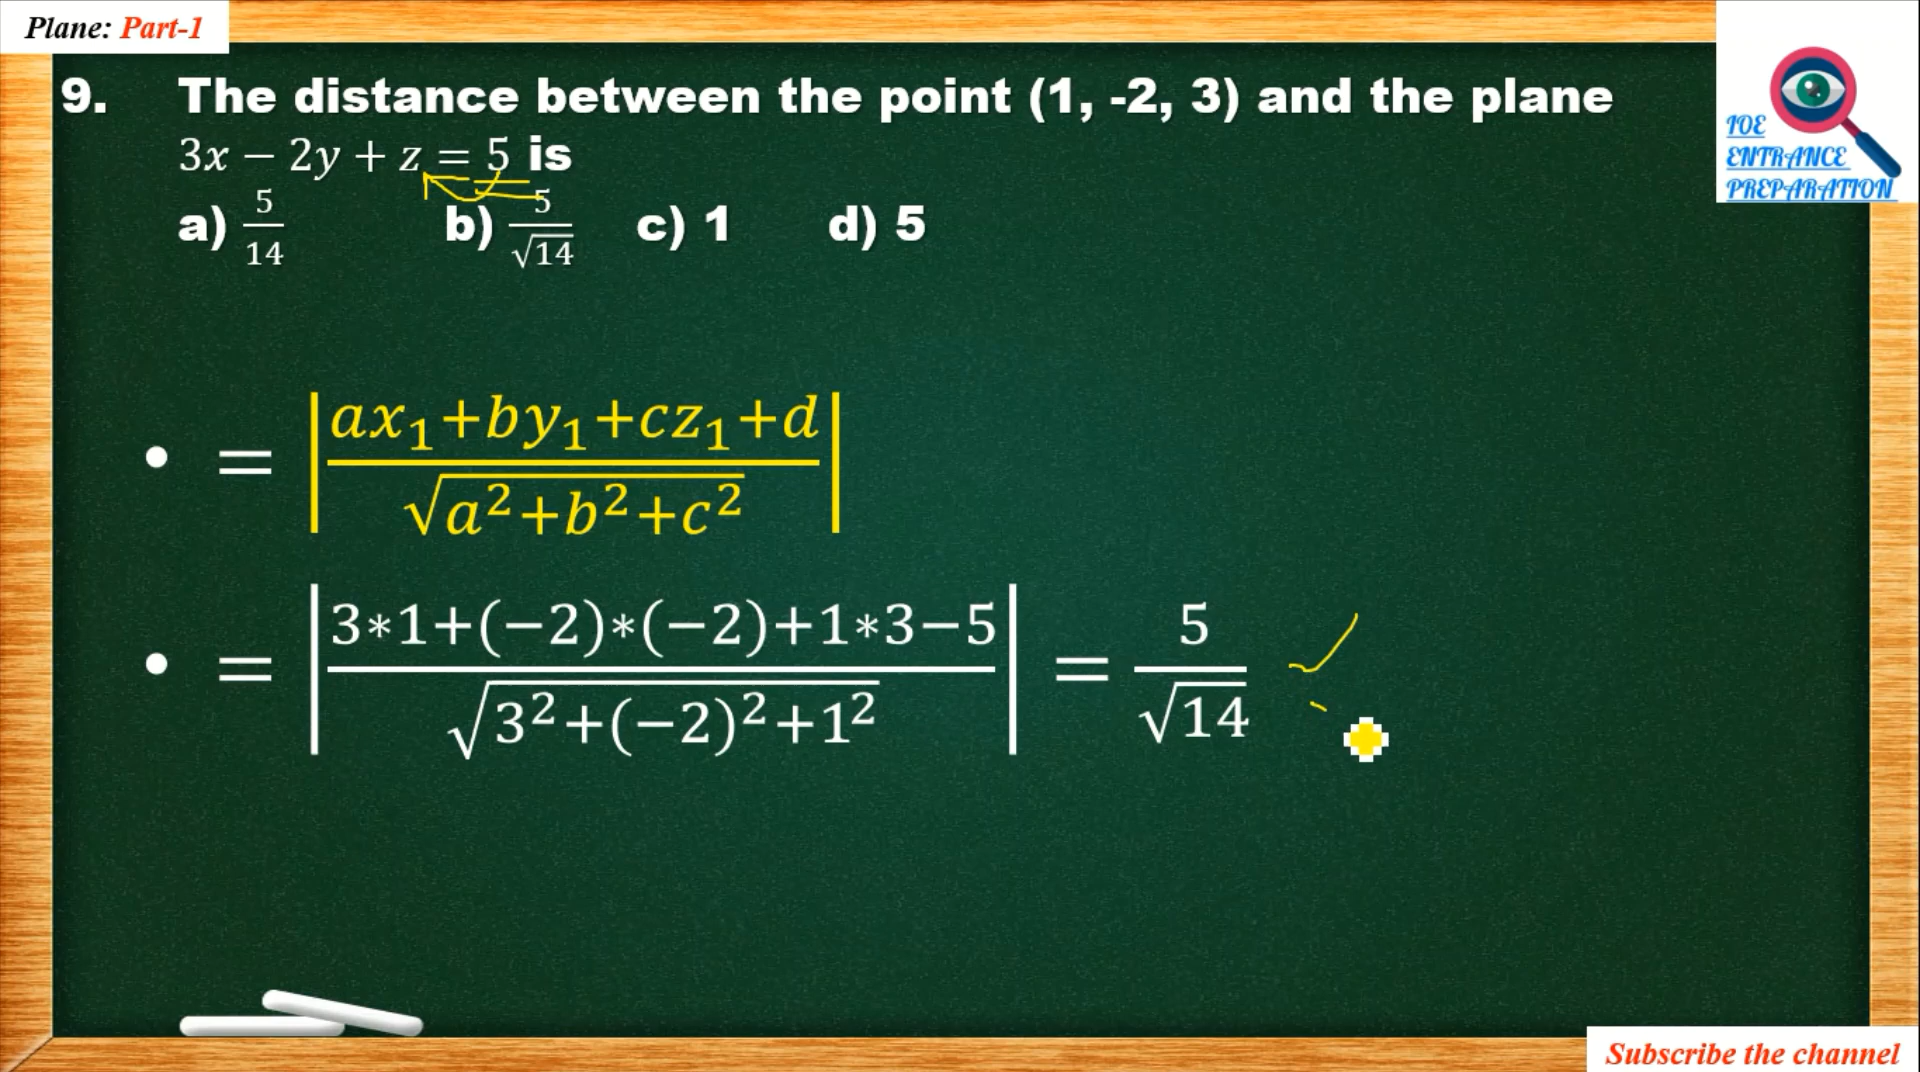 Plane: Part-1
IOE
ENTRANCE
PREPARATION
9. The distance between the point (1, -2, 3) and the plane
3x − 2y + z = 5 is
a) 5/14 b) 5/√14 c) 1 d) 5
• = |ax₁+by₁+cz₁+d / √a²+b²+c²|
• = |3*1+(−2)*(−2)+1*3−5 / √3²+(−2)²+1²| = 5/√14
Subscribe the channel